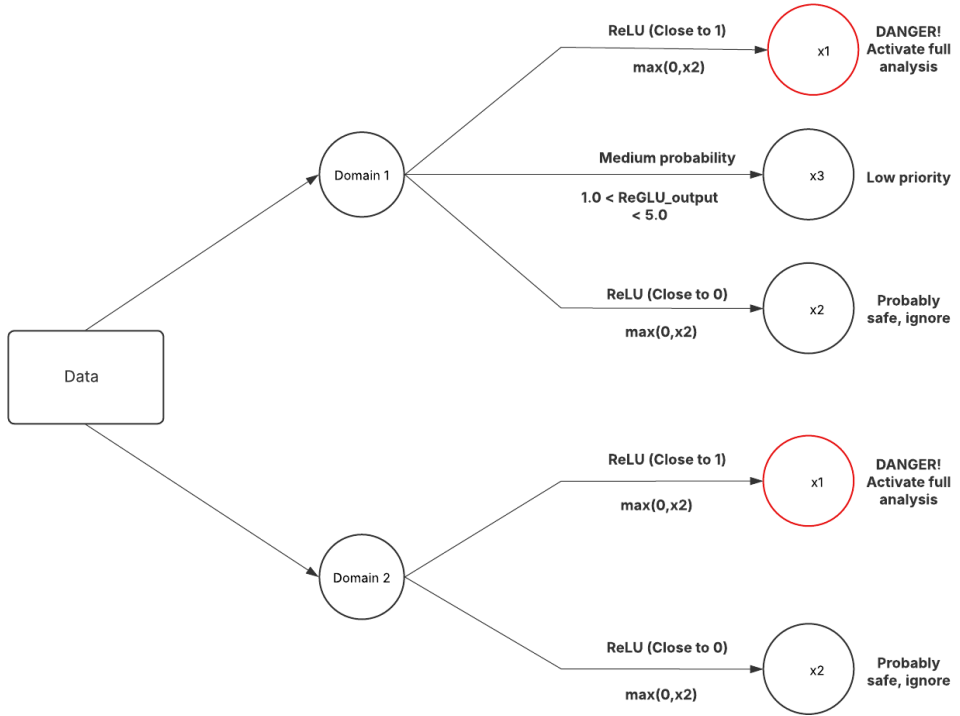 ReLU (Close to 1)
max(0,x2)
x1
DANGER!
Activate full
analysis
Domain 1
Medium probability
1.0 < ReGLU_output
< 5.0
x3
Low priority
ReLU (Close to 0)
max(0,x2)
x2
Probably
safe, ignore
Data
ReLU (Close to 1)
max(0,x2)
x1
DANGER!
Activate full
analysis
Domain 2
ReLU (Close to 0)
max(0,x2)
x2
Probably
safe, ignore